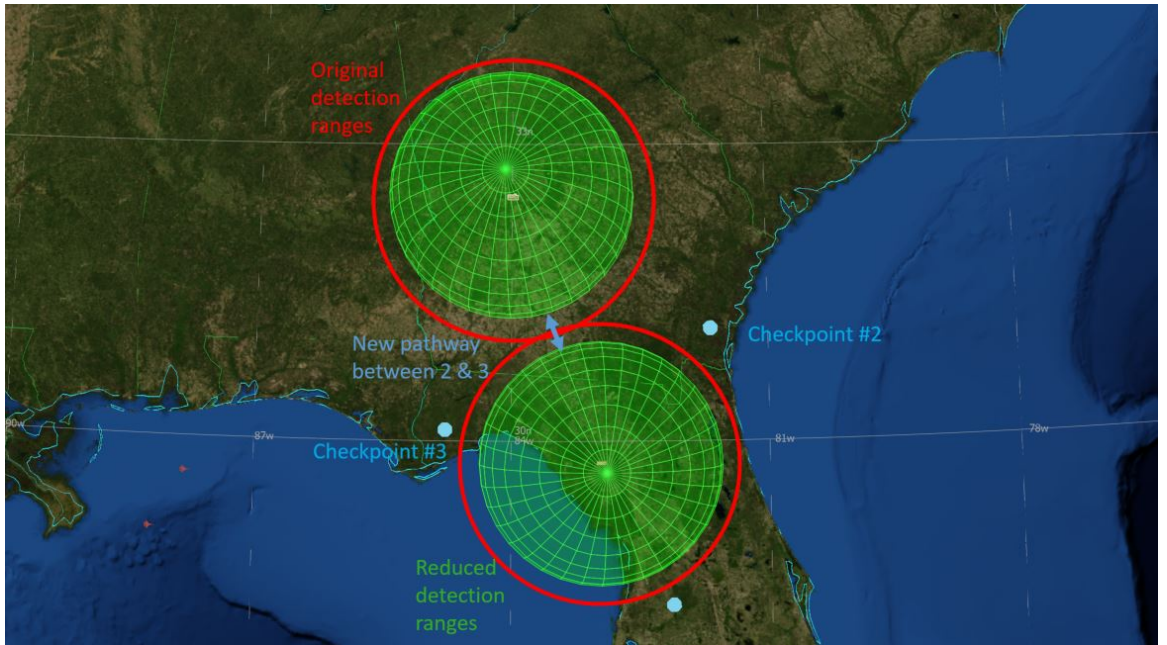 Original
detection
ranges
33n
New pathway
between 2 & 3
Checkpoint #2
90w
87w
30n
84w
81w
78w
Checkpoint #3
Reduced
detection
ranges